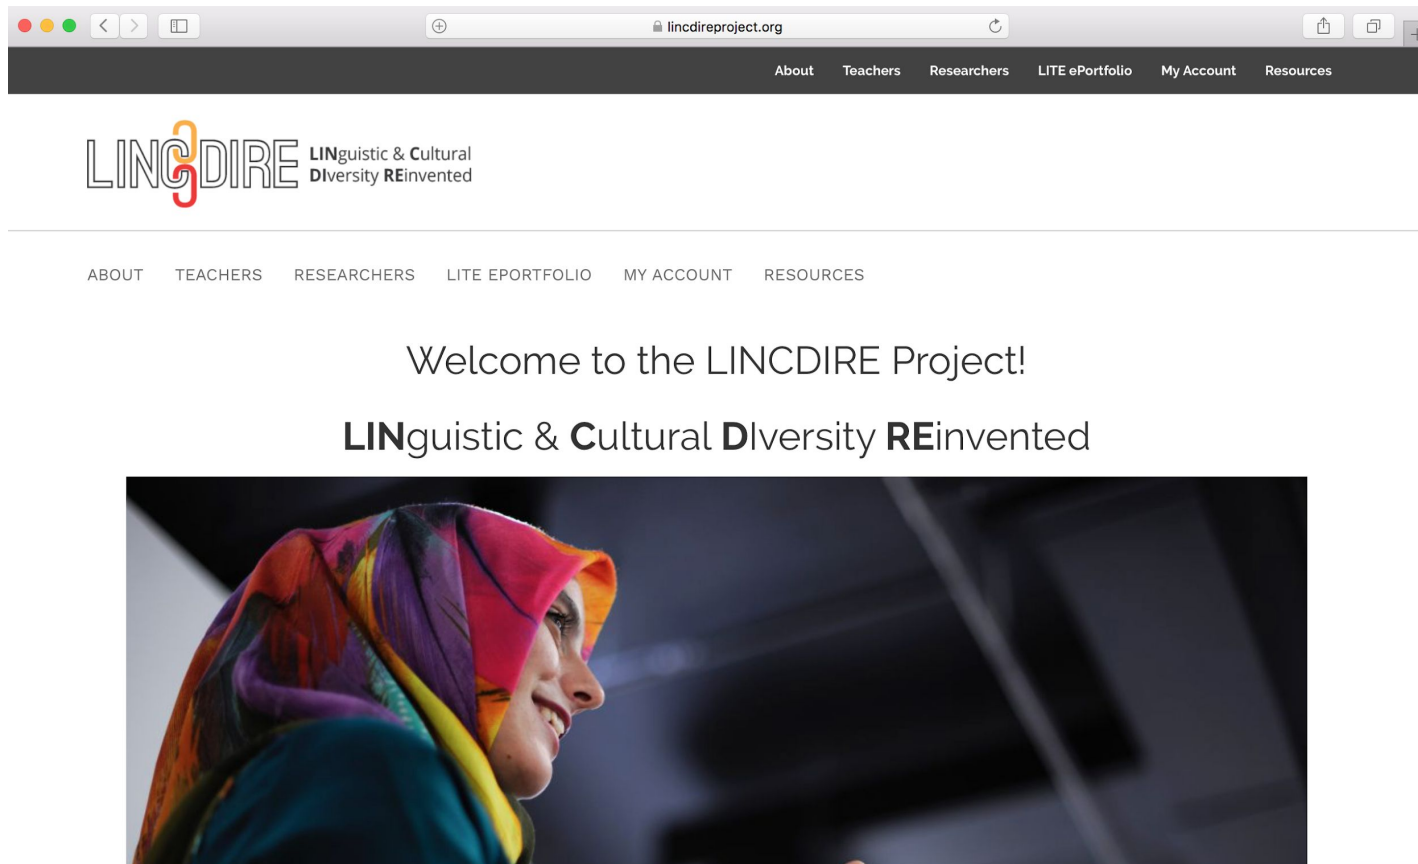 lincdireproject.org
About Teachers Researchers LITE ePortfolio My Account Resources
LINCDIRE LINguistic & Cultural
DIversity REinvented
ABOUT TEACHERS RESEARCHERS LITE EPORTFOLIO MY ACCOUNT RESOURCES
Welcome to the LINCDIRE Project!
LINguistic & Cultural DIversity REinvented